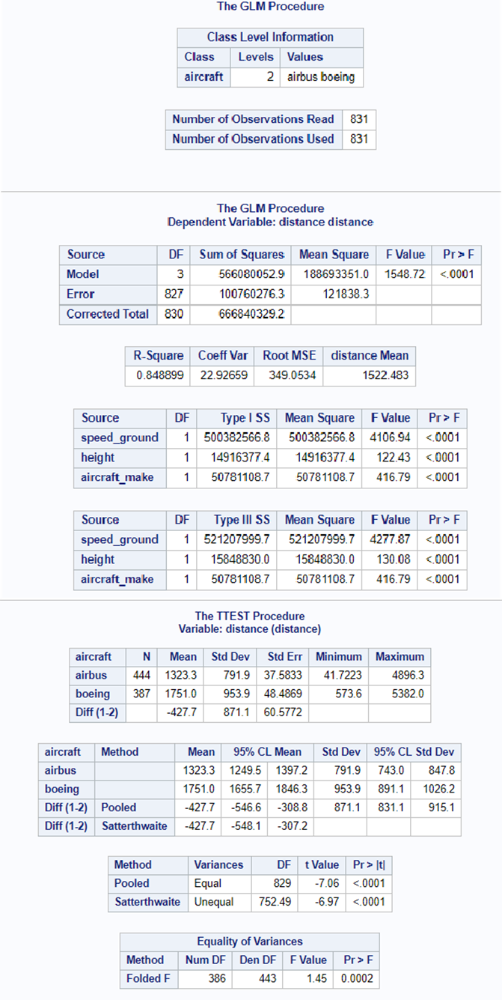 The GLM Procedure
Class Level Information
Class Levels Values
aircraft 2 airbus boeing
Number of Observations Read 831
Number of Observations Used 831
The GLM Procedure
Dependent Variable: distance distance
Source DF Sum of Squares Mean Square F Value Pr > F
Model 3 566080052.9 188693351.0 1548.72 <.0001
Error 827 100760276.3 121838.3
Corrected Total 830 666840329.2
R-Square Coeff Var Root MSE distance Mean
0.848899 22.92659 349.0534 1522.483
Source DF Type I SS Mean Square F Value Pr > F
speed_ground 1 500382566.8 500382566.8 4106.94 <.0001
height 1 14916377.4 14916377.4 122.43 <.0001
aircraft_make 1 50781108.7 50781108.7 416.79 <.0001
Source DF Type III SS Mean Square F Value Pr > F
speed_ground 1 521207999.7 521207999.7 4277.87 <.0001
height 1 15848830.0 15848830.0 130.08 <.0001
aircraft_make 1 50781108.7 50781108.7 416.79 <.0001
The TTEST Procedure
Variable: distance (distance)
aircraft N Mean Std Dev Std Err Minimum Maximum
airbus 444 1323.3 791.9 37.5833 41.7223 4896.3
boeing 387 1751.0 953.9 48.4869 573.6 5382.0
Diff (1-2) -427.7 871.1 60.5772
aircraft Method Mean 95% CL Mean Std Dev 95% CL Std Dev
airbus 1323.3 1249.5 1397.2 791.9 743.0 847.8
boeing 1751.0 1655.7 1846.3 953.9 891.1 1026.2
Diff (1-2) Pooled -427.7 -546.6 -308.8 871.1 831.1 915.1
Diff (1-2) Satterthwaite -427.7 -548.1 -307.2
Method Variances DF t Value Pr > |t|
Pooled Equal 829 -7.06 <.0001
Satterthwaite Unequal 752.49 -6.97 <.0001
Equality of Variances
Method Num DF Den DF F Value Pr > F
Folded F 386 443 1.45 0.0002